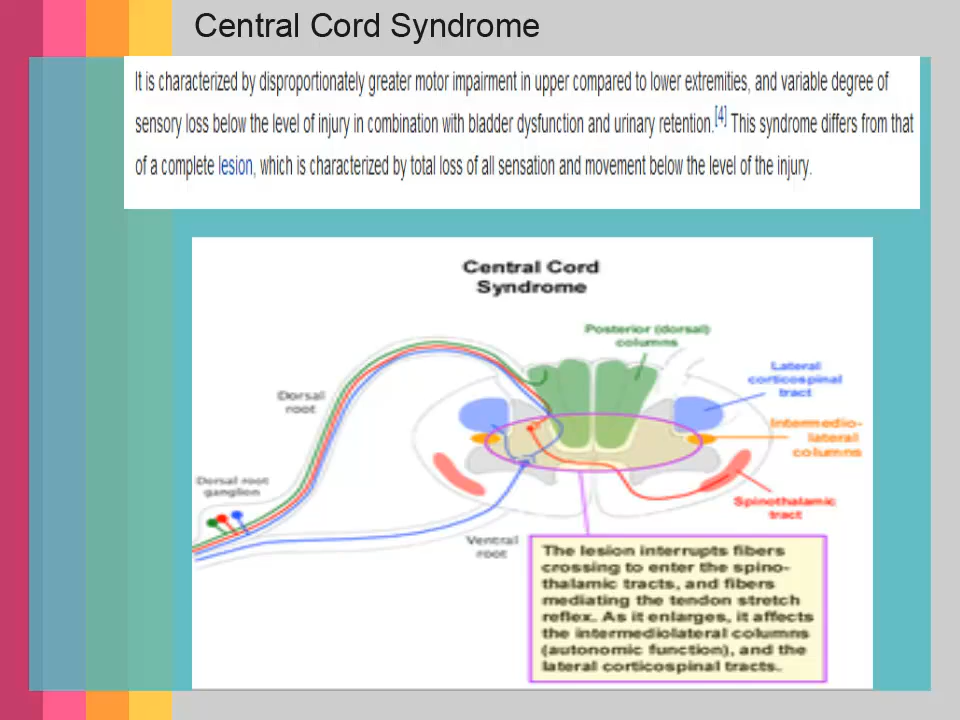 Central Cord Syndrome
It is characterized by disproportionately greater motor impairment in upper compared to lower extremities, and variable degree of
sensory loss below the level of injury in combination with bladder dysfunction and urinary retention.[4] This syndrome differs from that
of a complete lesion, which is characterized by total loss of all sensation and movement below the level of the injury.
Central Cord
Syndrome
Posterior (dorsal)
columns
Lateral
corticospinal
tract
Dorsal
root
Intermedio-
lateral
columns
Dorsal root
ganglion
Spinothalamic
tract
Ventral
root
The lesion interrupts fibers
crossing to enter the spino-
thalamic tracts, and fibers
mediating the tendon stretch
reflex. As it enlarges, it affects
the intermediolateral columns
(autonomic function), and the
lateral corticospinal tracts.